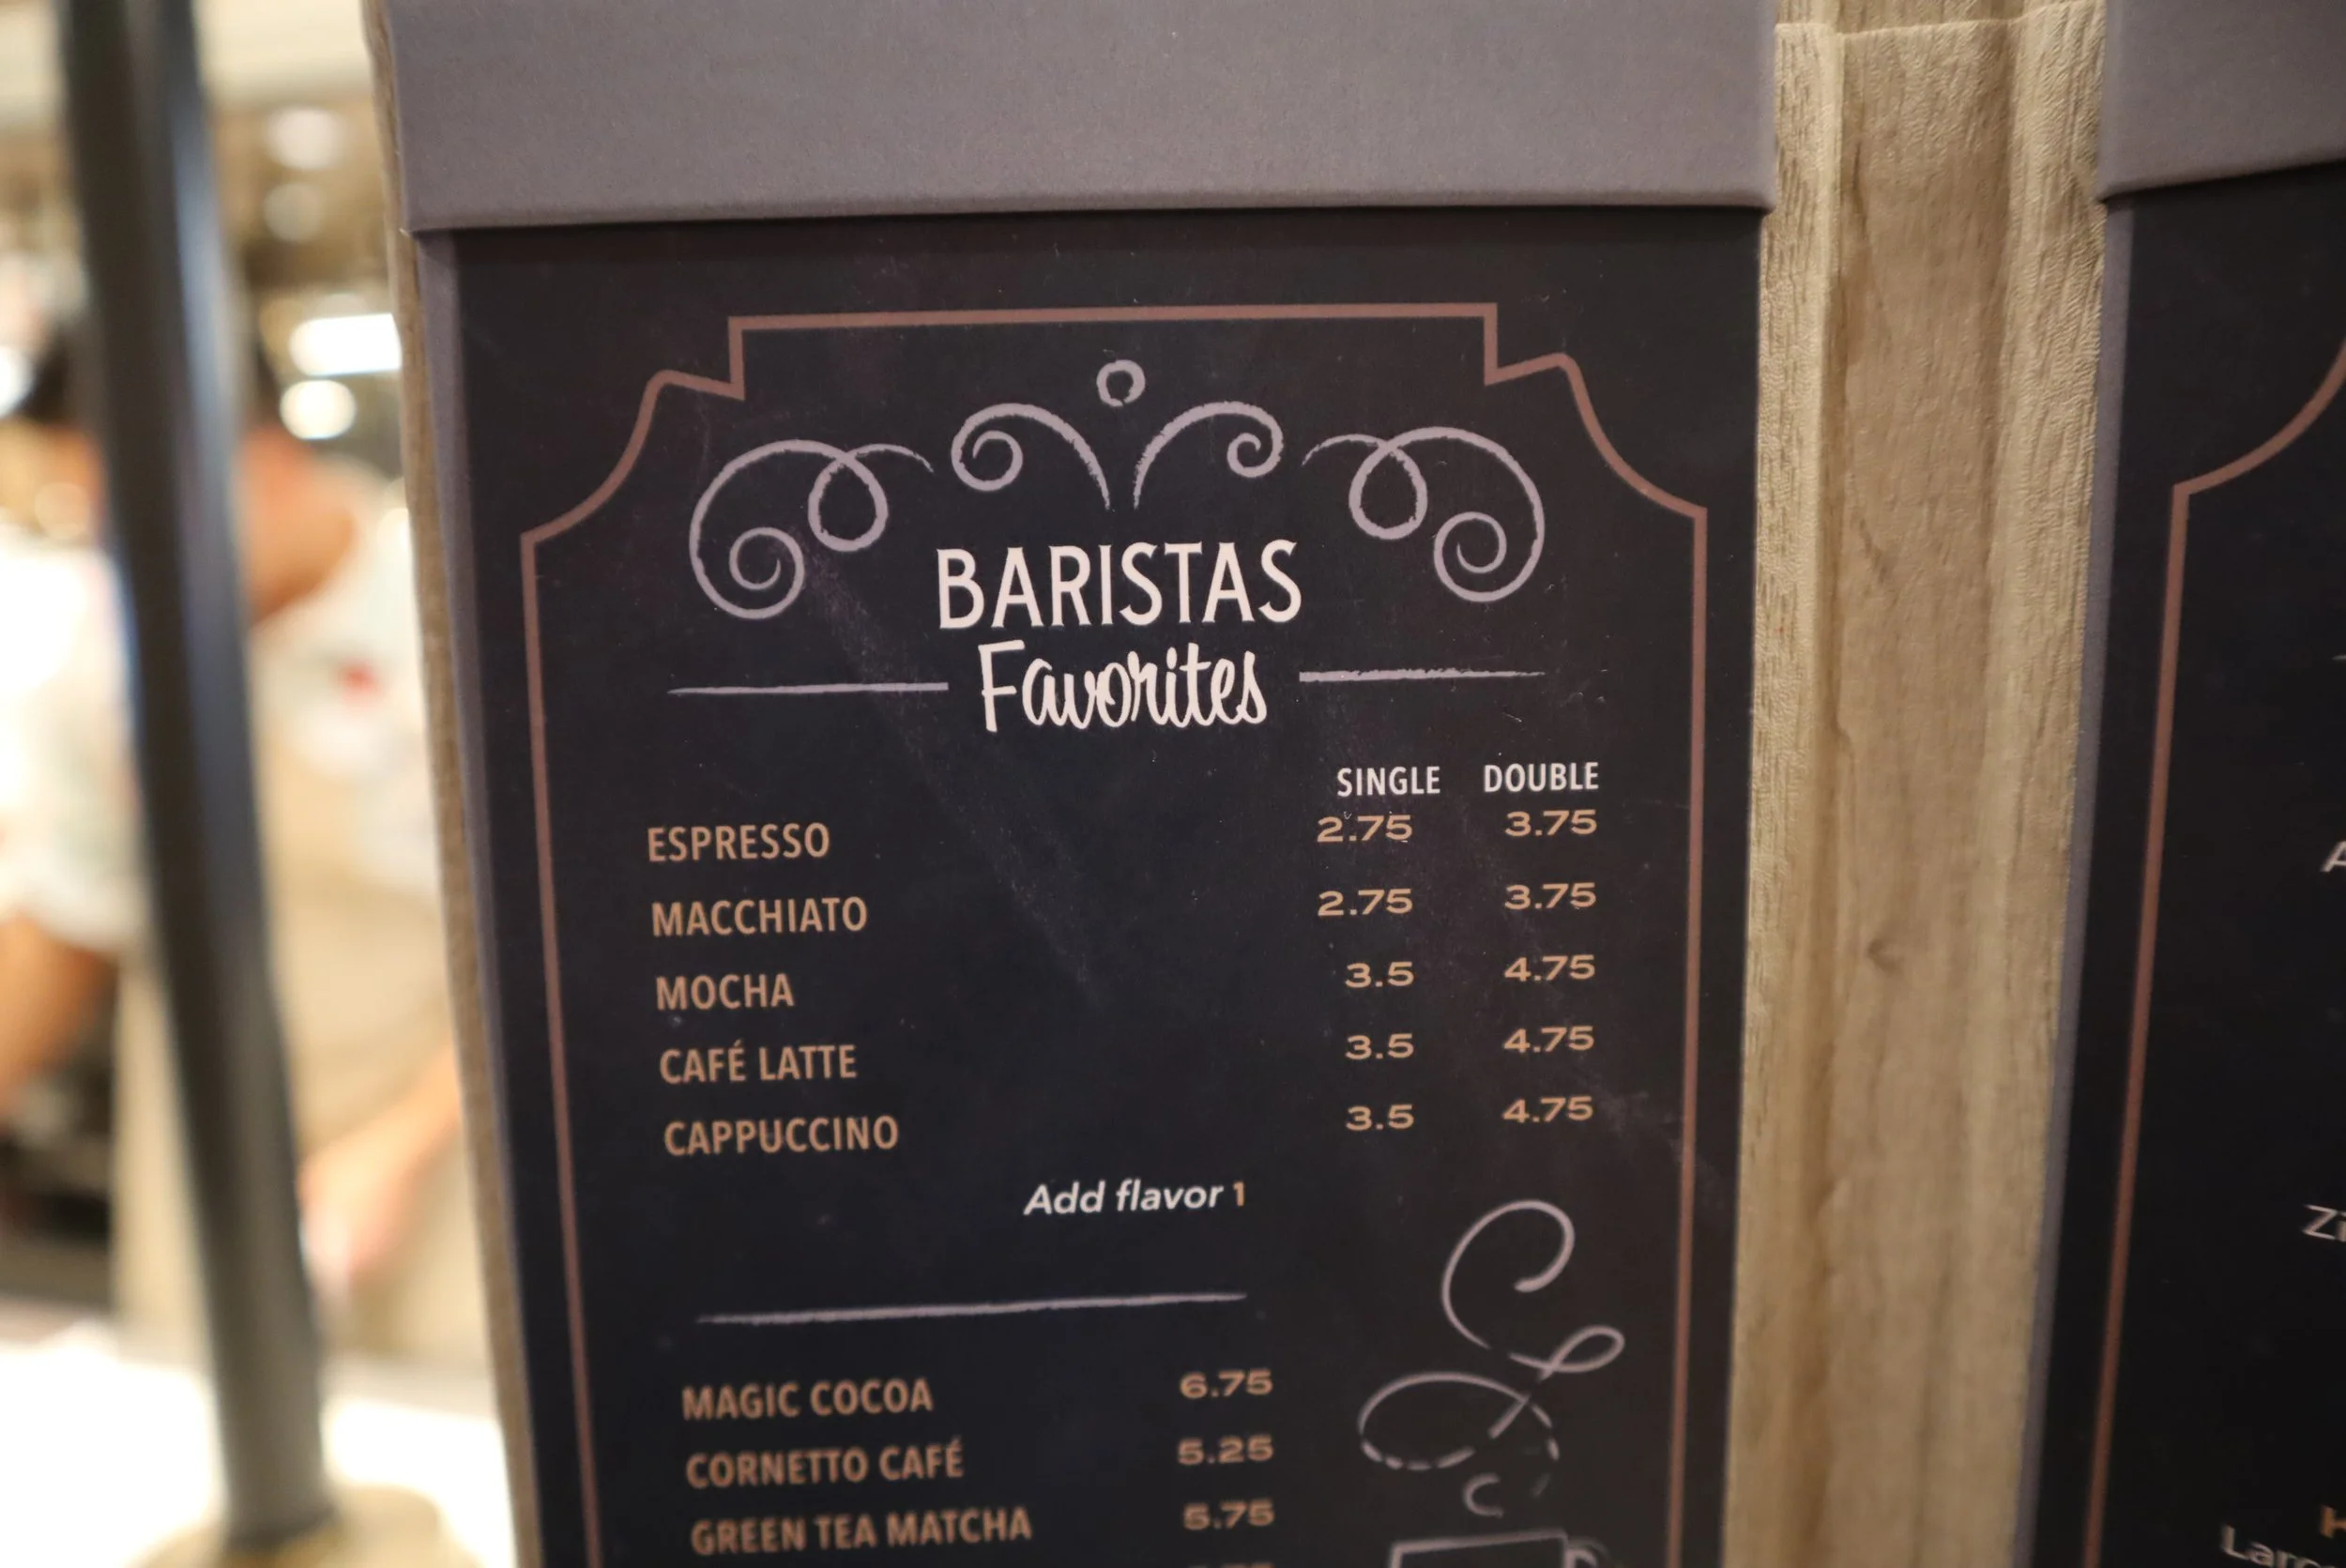 BARISTAS
Favorites
SINGLE DOUBLE
ESPRESSO 2.75 3.75
MACCHIATO 2.75 3.75
MOCHA 3.5 4.75
CAFÉ LATTE 3.5 4.75
CAPPUCCINO 3.5 4.75
Add flavor 1
MAGIC COCOA 6.75
CORNETTO CAFÉ 5.25
GREEN TEA MATCHA 5.75